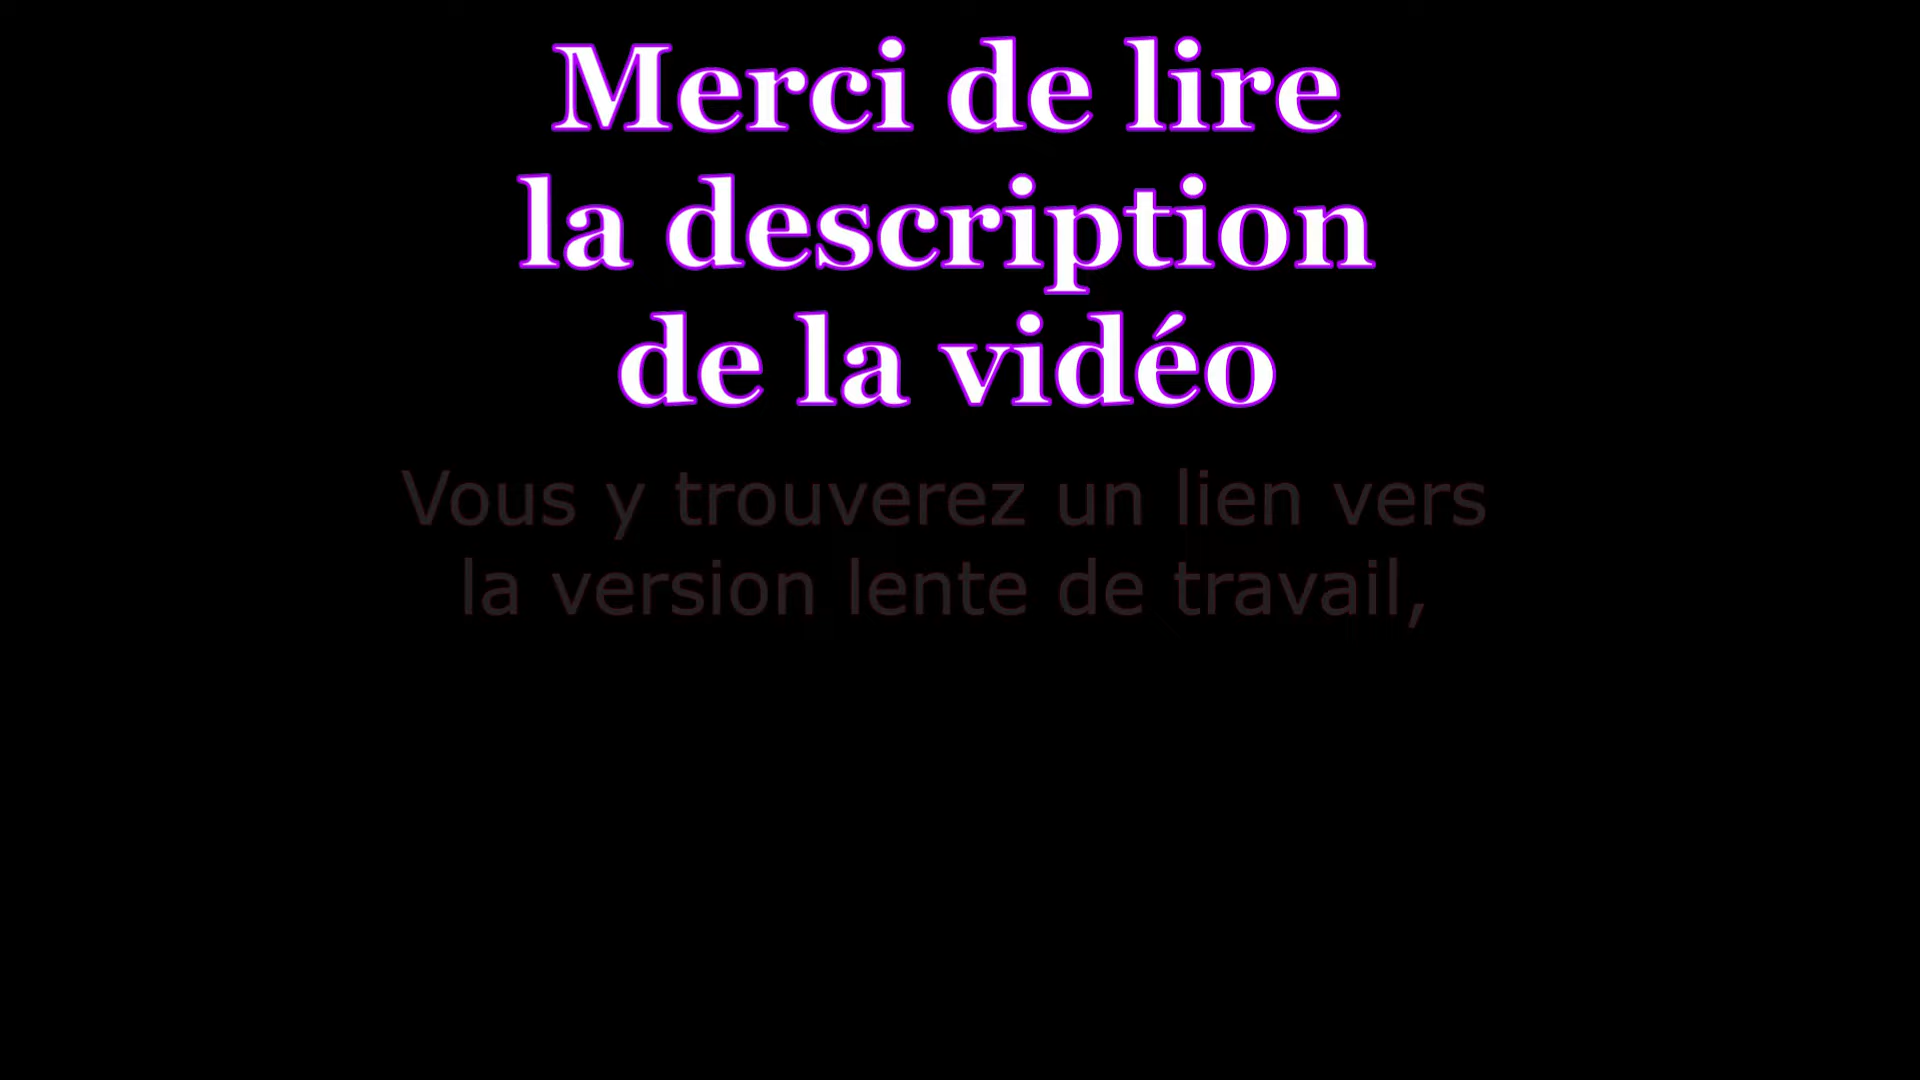 Merci de lire
la description
de la vidéo
Vous y trouverez un lien vers
la version lente de travail,